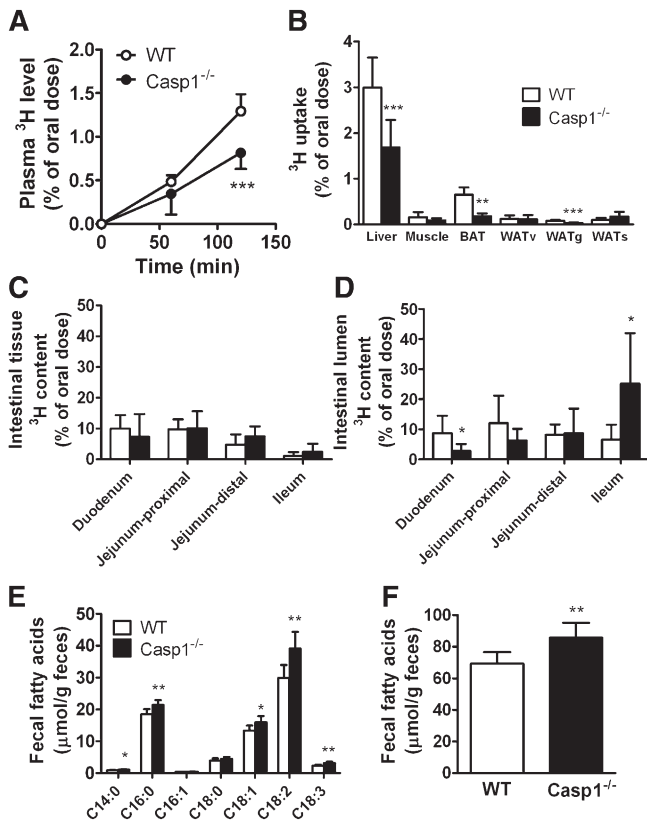 A
Plasma ³H level
(% of oral dose)
2.0
1.5
1.0
0.5
0.0
WT
Casp1⁻/⁻
***
0
50
100
150
Time (min)
B
³H uptake
(% of oral dose)
4
3
2
1
0
WT
Casp1⁻/⁻
***
**
***
Liver
Muscle
BAT
WATv
WATg
WATs
C
Intestinal tissue
³H content
(% of oral dose)
50
40
30
20
10
0
Duodenum
Jejunum-proximal
Jejunum-distal
Ileum
D
Intestinal lumen
³H content
(% of oral dose)
50
40
30
20
10
0
*
*
Duodenum
Jejunum-proximal
Jejunum-distal
Ileum
E
Fecal fatty acids
(μmol/g feces)
50
40
30
20
10
0
WT
Casp1⁻/⁻
*
**
*
**
**
C14:0
C16:0
C16:1
C18:0
C18:1
C18:2
C18:3
F
Fecal fatty acids
(μmol/g feces)
100
80
60
40
20
0
**
WT
Casp1⁻/⁻